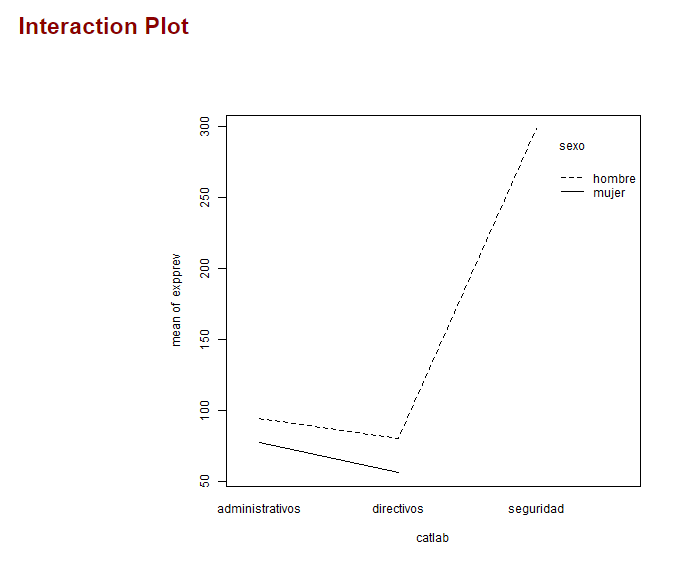 Interaction Plot
300
250
200
150
100
50
mean of expprev
sexo
hombre
mujer
administrativos directivos seguridad
catlab